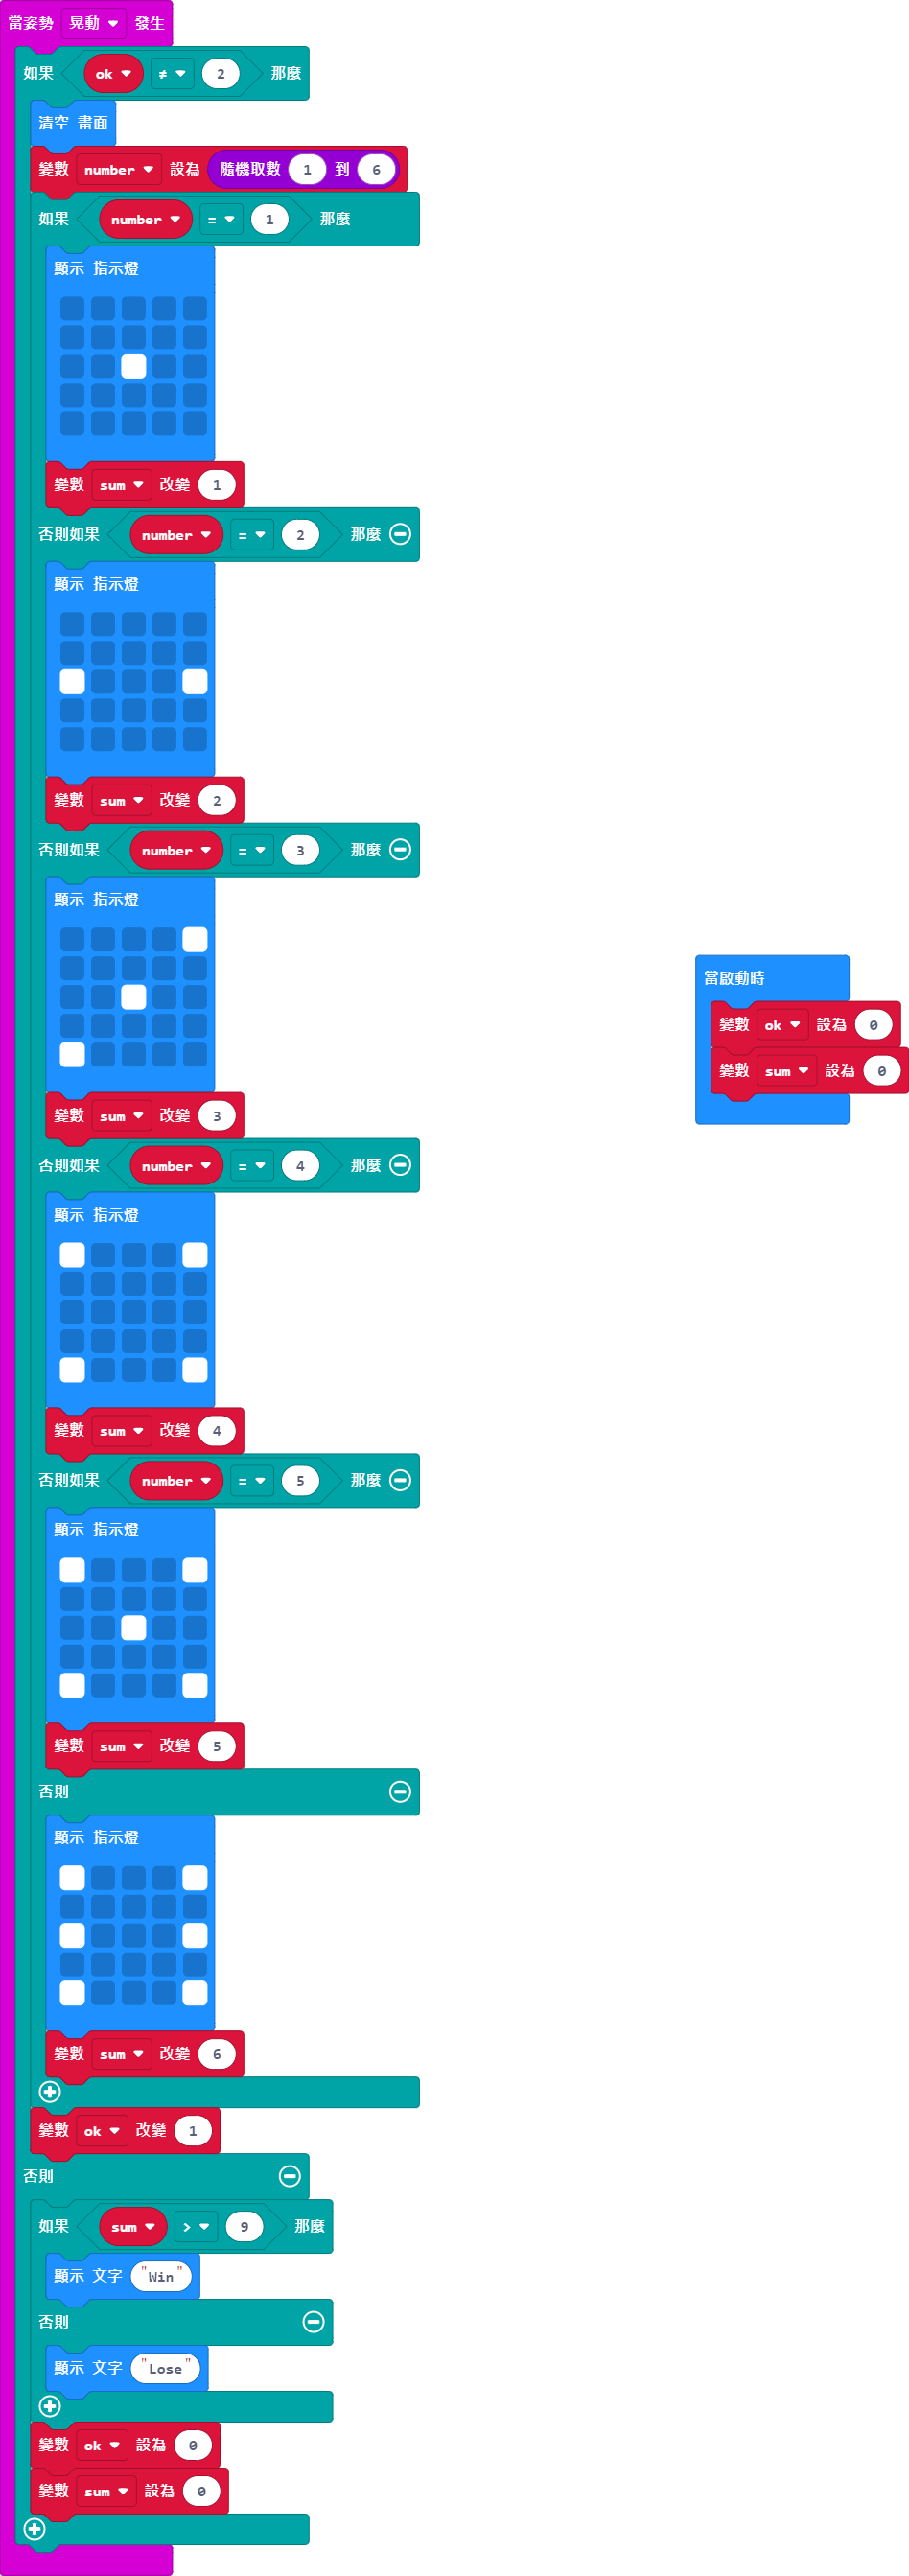 當姿勢 晃動 發生
如果 ok ≠ 2 那麼
清空 畫面
變數 number 設為 隨機取數 1 到 6
如果 number = 1 那麼
顯示 指示燈
變數 sum 改變 1
否則如果 number = 2 那麼
顯示 指示燈
變數 sum 改變 2
否則如果 number = 3 那麼
顯示 指示燈
變數 sum 改變 3
否則如果 number = 4 那麼
顯示 指示燈
變數 sum 改變 4
否則如果 number = 5 那麼
顯示 指示燈
變數 sum 改變 5
否則
顯示 指示燈
變數 sum 改變 6
變數 ok 改變 1
否則
如果 sum > 9 那麼
顯示 文字 "Win"
否則
顯示 文字 "Lose"
變數 ok 設為 0
變數 sum 設為 0
當啟動時
變數 ok 設為 0
變數 sum 設為 0